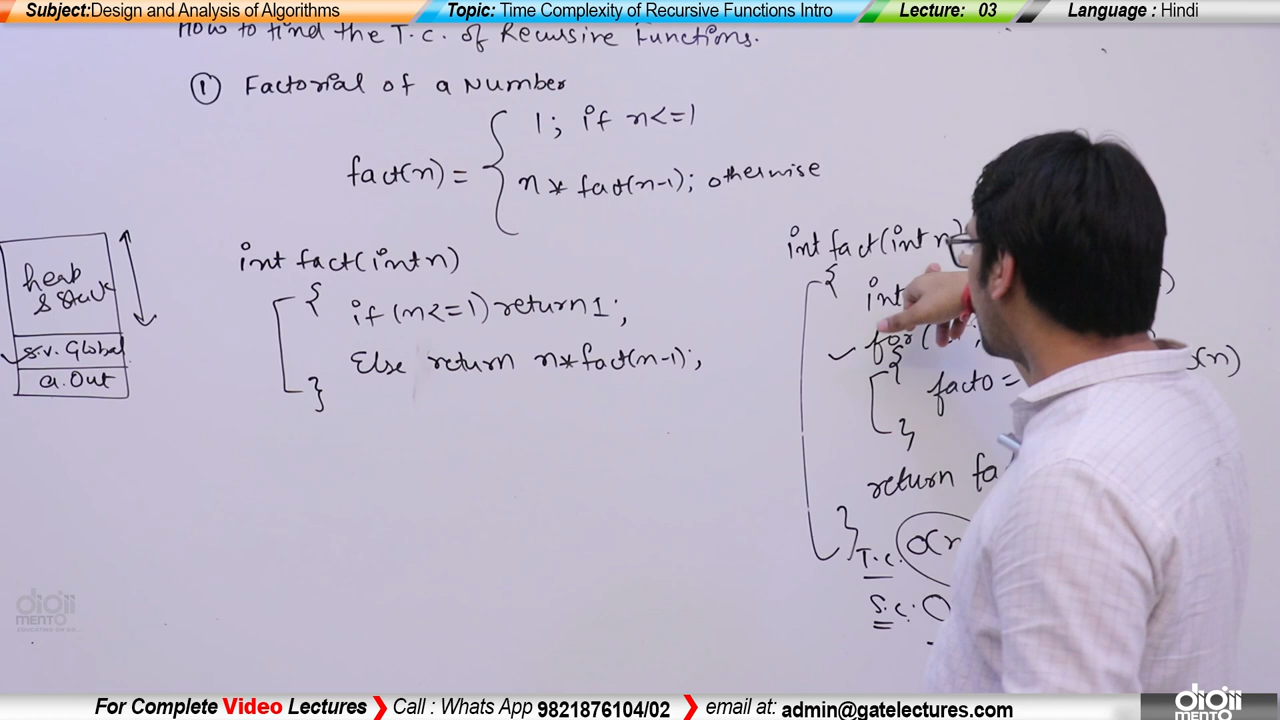 Subject:Design and Analysis of Algorithms
Topic: Time Complexity of Recursive Functions Intro
Lecture: 03
Language : Hindi
How to find the T.c. of Recursive Functions.
① Factorial of a Number
fact(n) = { 1; if n<=1
n * fact(n-1); otherwise
heap & stack
s.v. Global
a.out
int fact(int n)
{ if (n<=1) return 1;
Else return n*fact(n-1);
}
int fact(int n)
{
int
for(
{
facto =
(n)
}
return fa
}
T.c. O(n
S.C. O
digii MENTO
For Complete Video Lectures
Call : Whats App 9821876104/02
email at: admin@gatelectures.com
digii